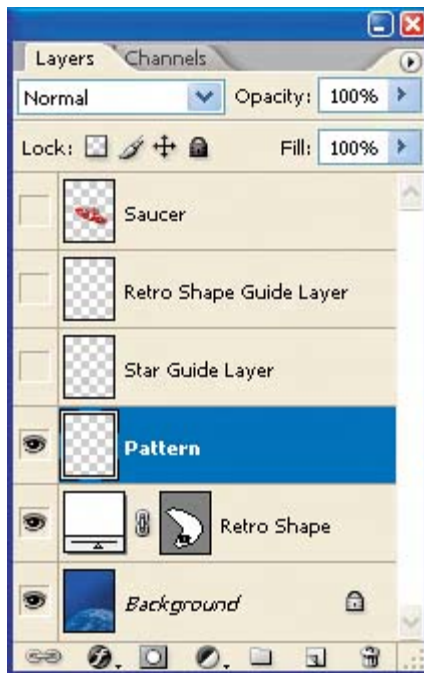 Layers Channels
Normal Opacity: 100%
Lock: Fill: 100%
Saucer
Retro Shape Guide Layer
Star Guide Layer
Pattern
Retro Shape
Background